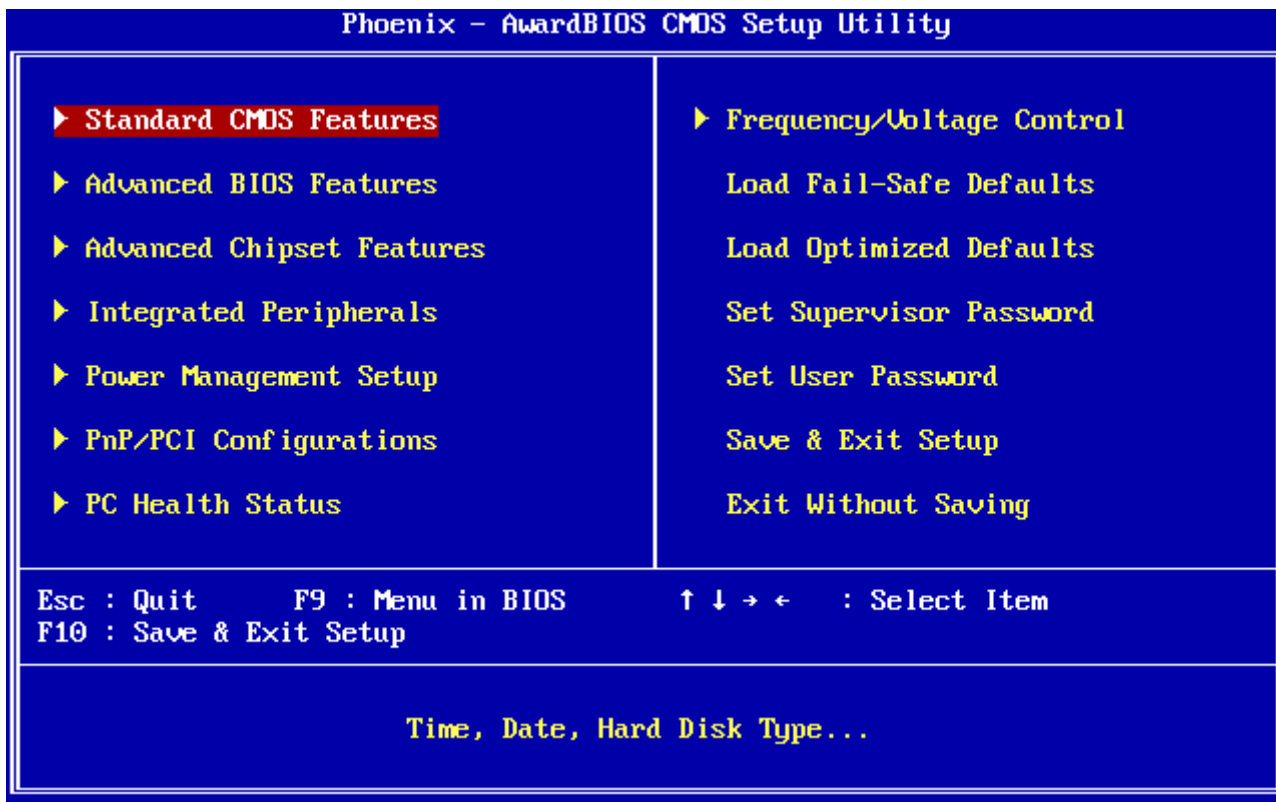 Phoenix - AwardBIOS CMOS Setup Utility
▶ Standard CMOS Features
▶ Advanced BIOS Features
▶ Advanced Chipset Features
▶ Integrated Peripherals
▶ Power Management Setup
▶ PnP/PCI Configurations
▶ PC Health Status
▶ Frequency/Voltage Control
Load Fail-Safe Defaults
Load Optimized Defaults
Set Supervisor Password
Set User Password
Save & Exit Setup
Exit Without Saving
Esc : Quit F9 : Menu in BIOS ↑ ↓ → ← : Select Item
F10 : Save & Exit Setup
Time, Date, Hard Disk Type...